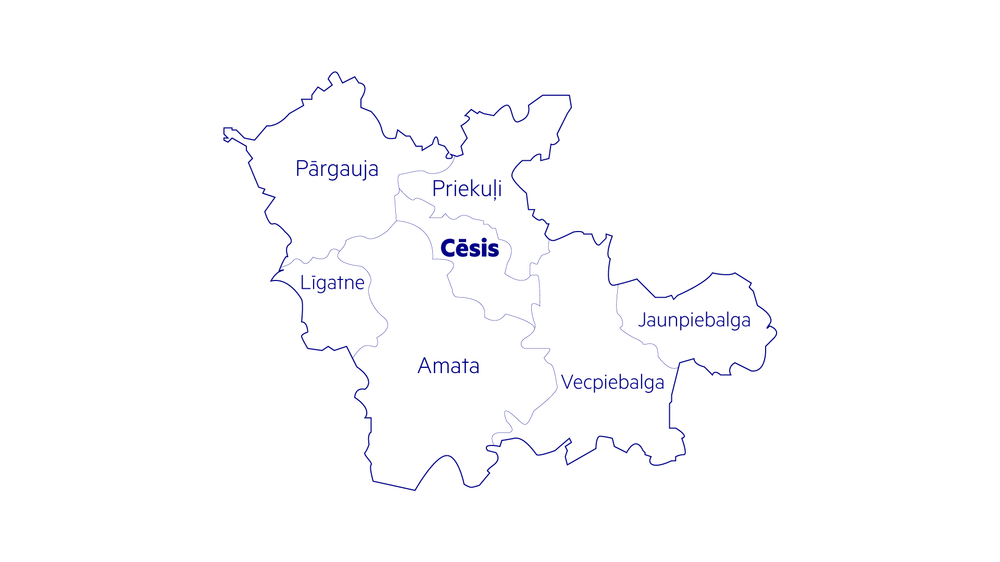 Pārgauja
Priekuļi
Cēsis
Līgatne
Jaunpiebalga
Amata
Vecpiebalga